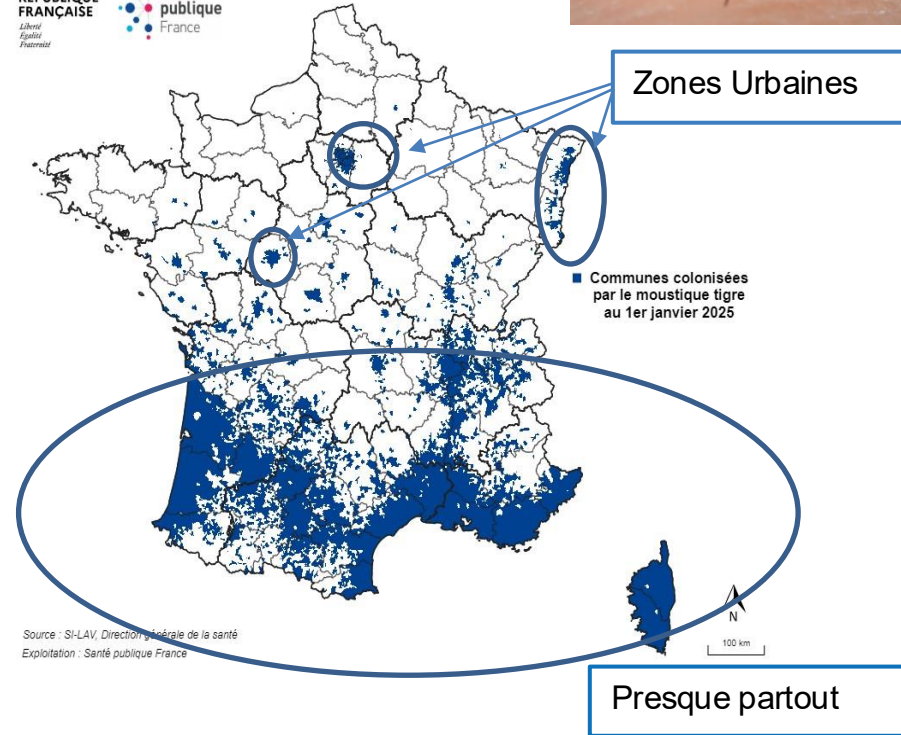 RÉPUBLIQUE
FRANÇAISE
Liberté
Égalité
Fraternité
publique
France
Zones Urbaines
Communes colonisées
par le moustique tigre
au 1er janvier 2025
Source : SI-LAV, Direction générale de la santé
Exploitation : Santé publique France
N
100 km
Presque partout